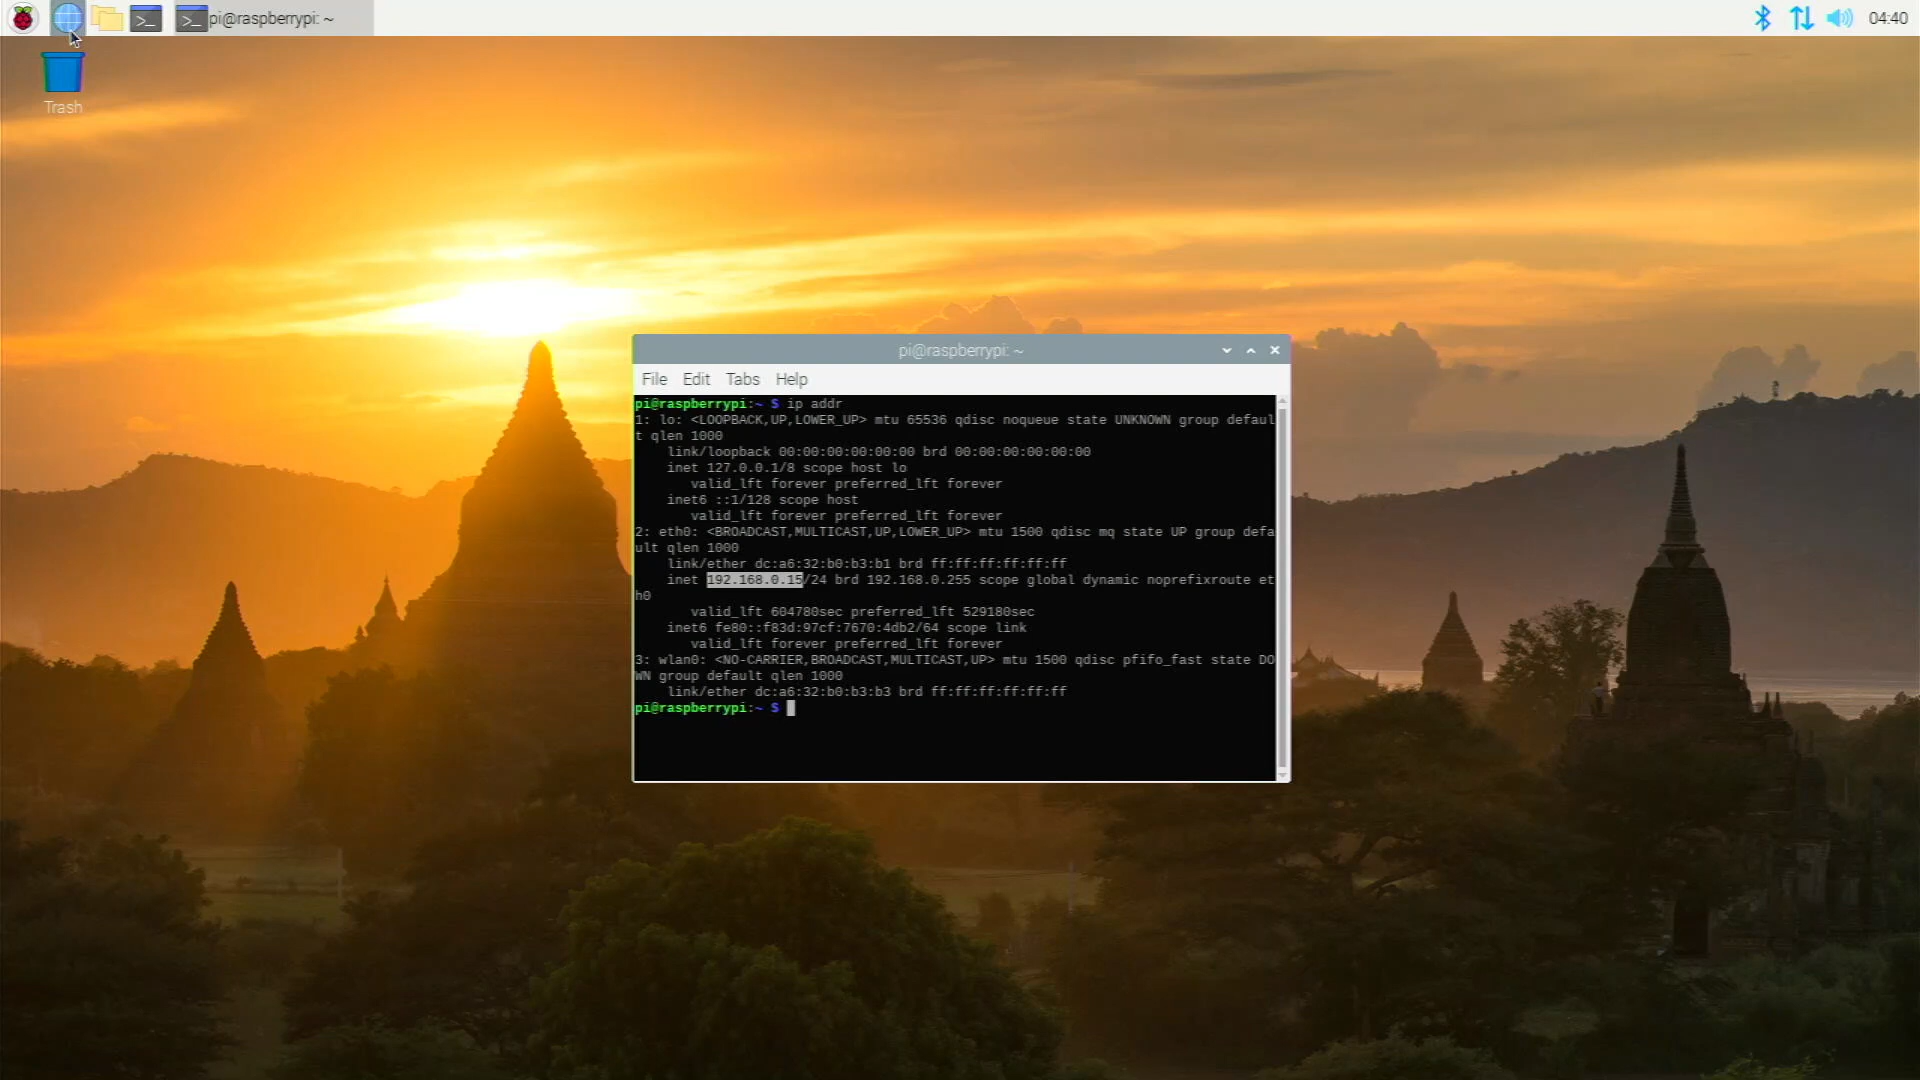 pi@raspberrypi: ~
04:40
Trash
pi@raspberrypi: ~
File Edit Tabs Help
pi@raspberrypi:~ $ ip addr
1: lo: <LOOPBACK,UP,LOWER_UP> mtu 65536 qdisc noqueue state UNKNOWN group defaul
t qlen 1000
link/loopback 00:00:00:00:00:00 brd 00:00:00:00:00:00
inet 127.0.0.1/8 scope host lo
valid_lft forever preferred_lft forever
inet6 ::1/128 scope host
valid_lft forever preferred_lft forever
2: eth0: <BROADCAST,MULTICAST,UP,LOWER_UP> mtu 1500 qdisc mq state UP group defa
ult qlen 1000
link/ether dc:a6:32:b0:b3:b1 brd ff:ff:ff:ff:ff:ff
inet 192.168.0.15/24 brd 192.168.0.255 scope global dynamic noprefixroute et
h0
valid_lft 604780sec preferred_lft 529180sec
inet6 fe80::f83d:97cf:7670:4db2/64 scope link
valid_lft forever preferred_lft forever
3: wlan0: <NO-CARRIER,BROADCAST,MULTICAST,UP> mtu 1500 qdisc pfifo_fast state DO
WN group default qlen 1000
link/ether dc:a6:32:b0:b3:b3 brd ff:ff:ff:ff:ff:ff
pi@raspberrypi:~ $